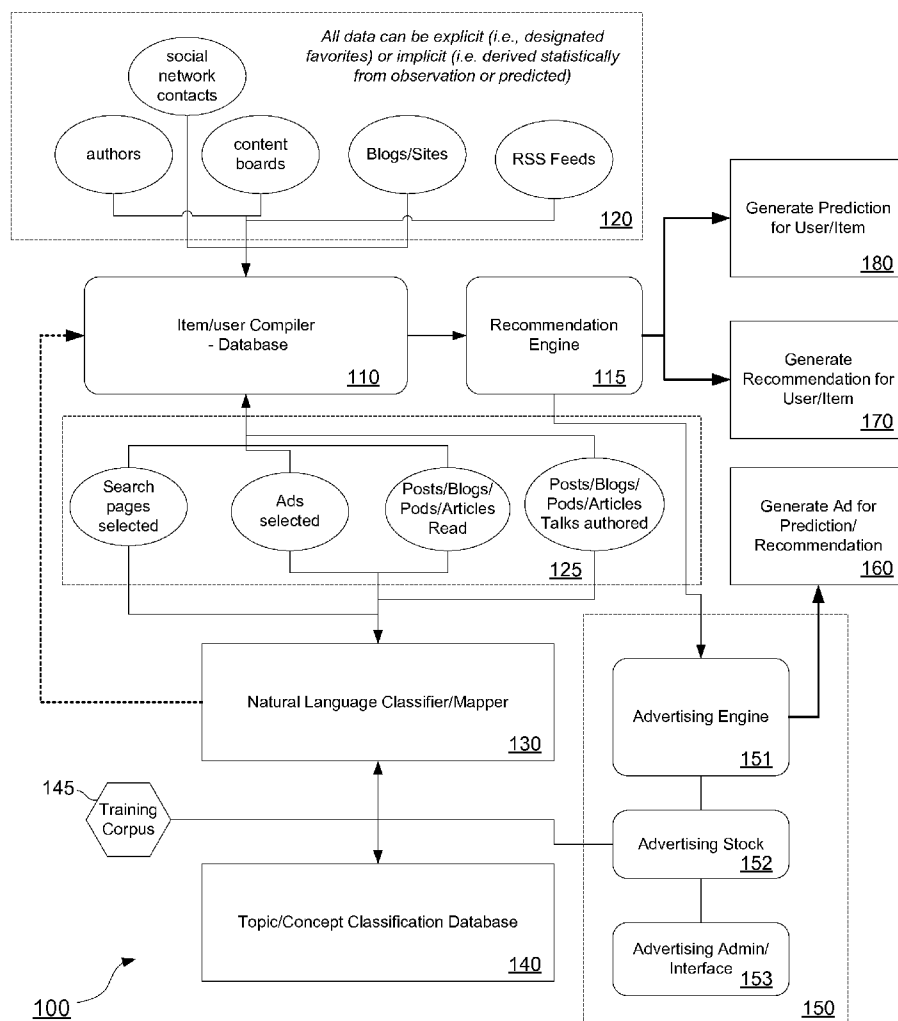 All data can be explicit (i.e., designated
favorites) or implicit (i.e. derived statistically
from observation or predicted)
social
network
contacts
authors
content
boards
Blogs/Sites
RSS Feeds
120
Generate Prediction
for User/Item
180
Item/user Compiler
- Database
110
Recommendation
Engine
115
Generate
Recommendation for
User/Item
170
Search
pages
selected
Ads
selected
Posts/Blogs/
Pods/Articles
Read
Posts/Blogs/
Pods/Articles
Talks authored
125
Generate Ad for
Prediction/
Recommendation
160
Natural Language Classifier/Mapper
130
Advertising Engine
151
145
Training
Corpus
Advertising Stock
152
Topic/Concept Classification Database
140
Advertising Admin/
Interface
153
100
150